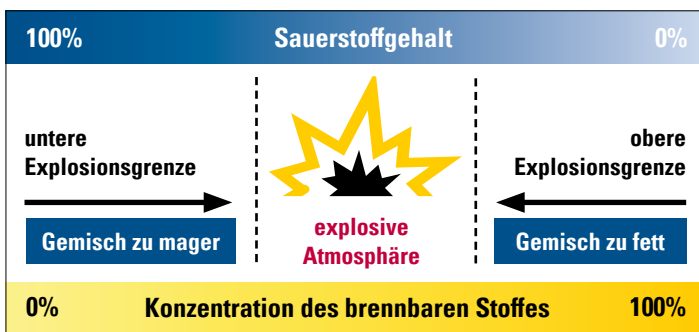 100% Sauerstoffgehalt 0%
untere
Explosionsgrenze
Gemisch zu mager
explosive
Atmosphäre
obere
Explosionsgrenze
Gemisch zu fett
0% Konzentration des brennbaren Stoffes 100%